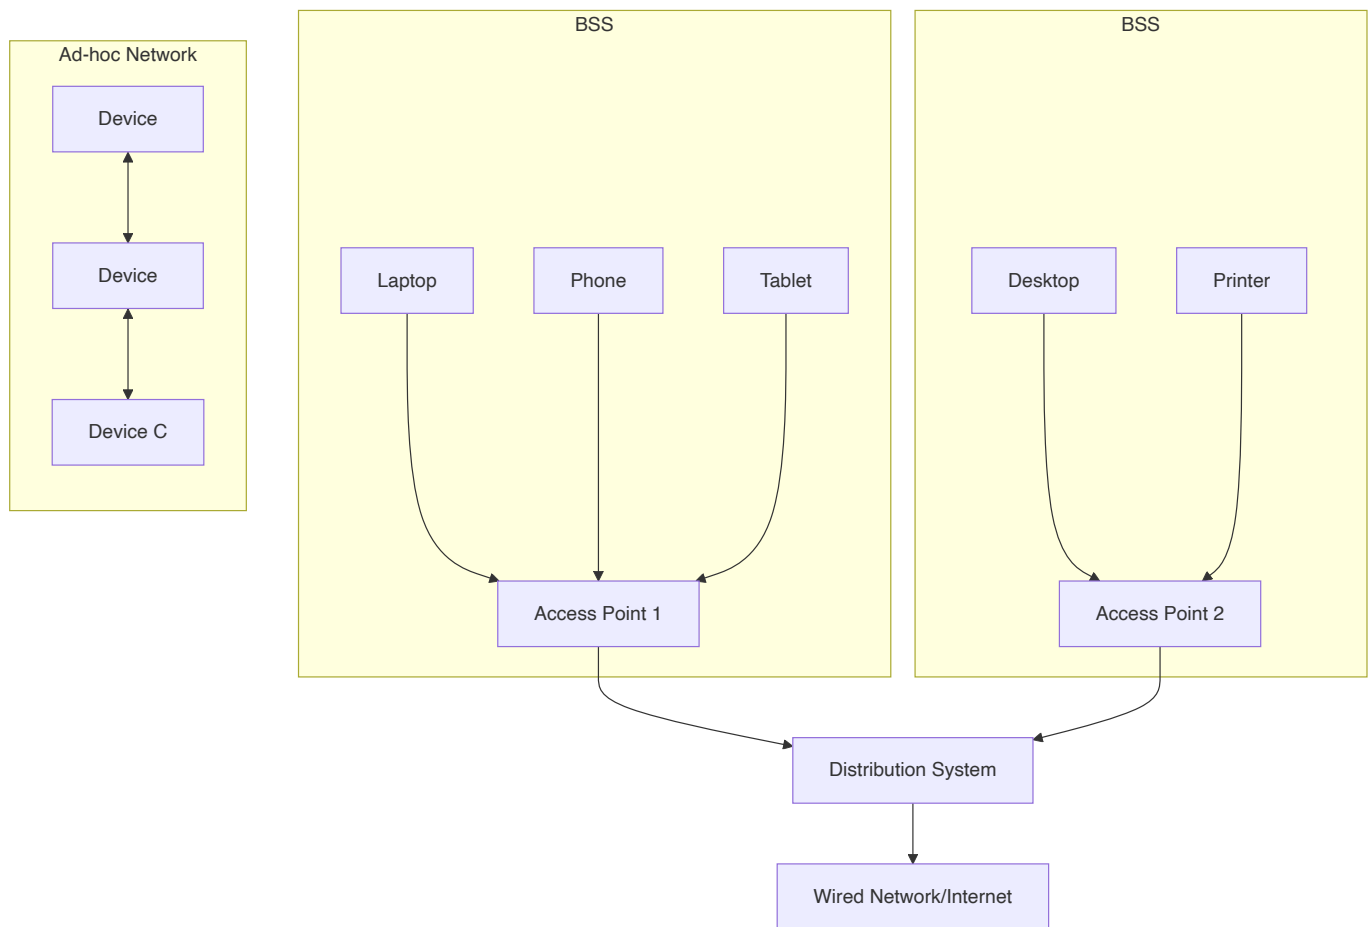 Ad-hoc Network
Device
Device
Device C
BSS
Laptop
Phone
Tablet
Access Point 1
BSS
Desktop
Printer
Access Point 2
Distribution System
Wired Network/Internet